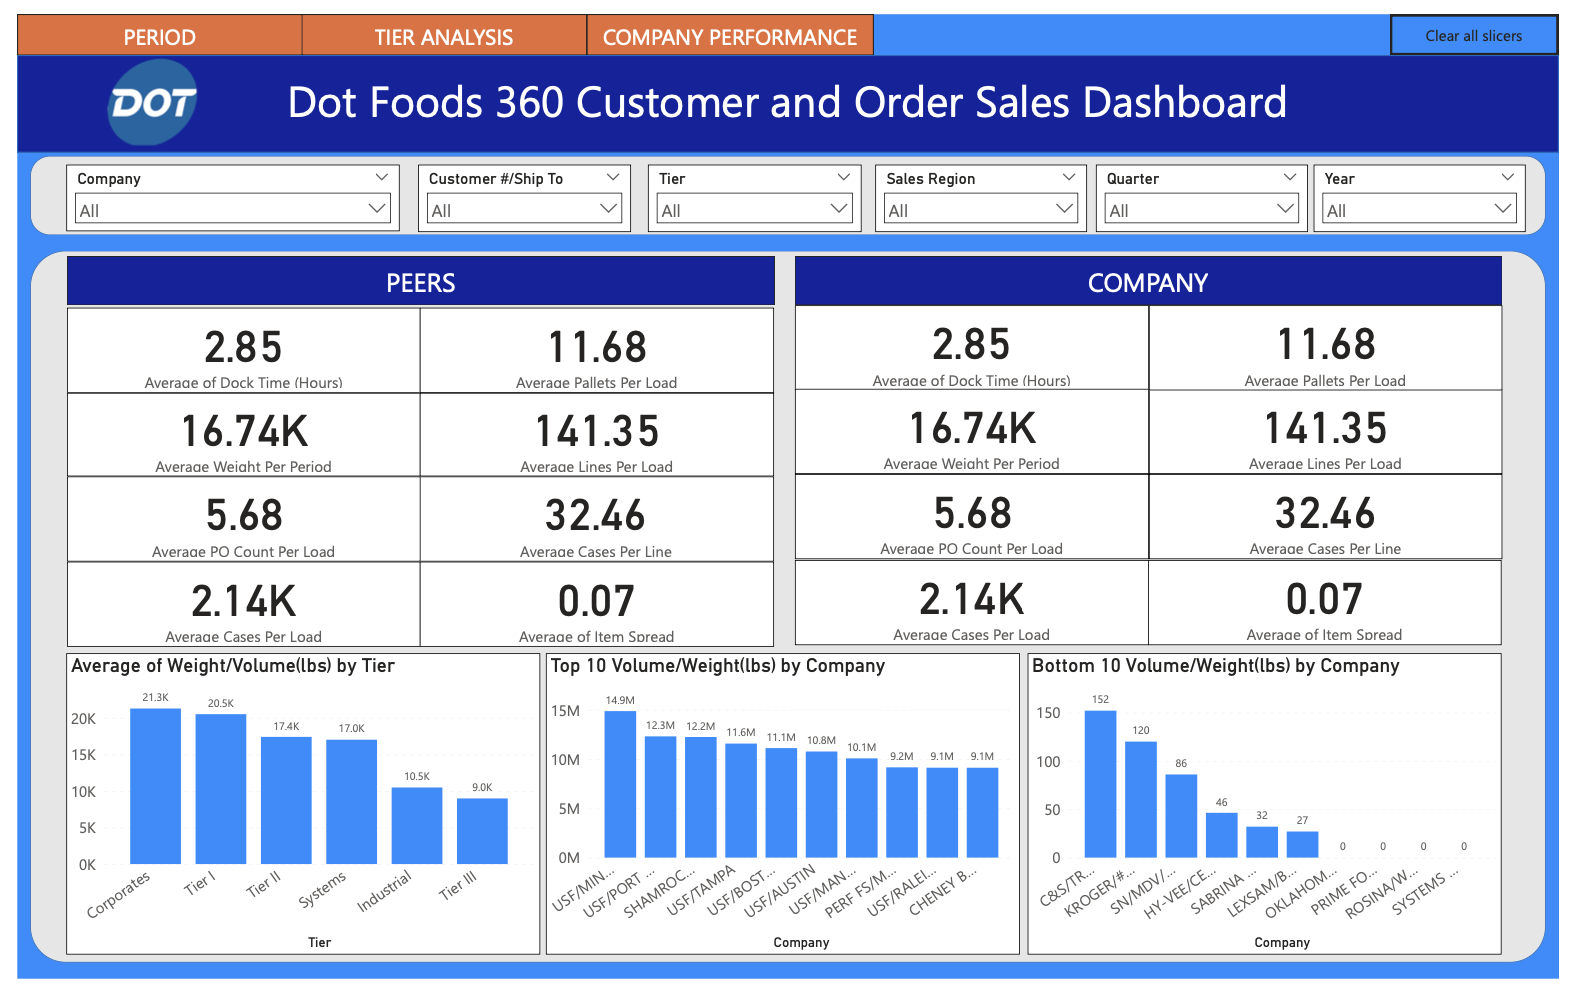 PERIOD
TIER ANALYSIS
COMPANY PERFORMANCE
Clear all slicers
DOT
Dot Foods 360 Customer and Order Sales Dashboard
Company
All
Customer #/Ship To
All
Tier
All
Sales Region
All
Quarter
All
Year
All
PEERS
2.85
Average of Dock Time (Hours)
11.68
Average Pallets Per Load
16.74K
Average Weight Per Period
141.35
Average Lines Per Load
5.68
Average PO Count Per Load
32.46
Average Cases Per Line
2.14K
Average Cases Per Load
0.07
Average of Item Spread
COMPANY
2.85
Average of Dock Time (Hours)
11.68
Average Pallets Per Load
16.74K
Average Weight Per Period
141.35
Average Lines Per Load
5.68
Average PO Count Per Load
32.46
Average Cases Per Line
2.14K
Average Cases Per Load
0.07
Average of Item Spread
Average of Weight/Volume(lbs) by Tier
20K
15K
10K
5K
0K
21.3K
20.5K
17.4K
17.0K
10.5K
9.0K
Corporates
Tier I
Tier II
Systems
Industrial
Tier III
Tier
Top 10 Volume/Weight(lbs) by Company
15M
10M
5M
0M
14.9M
12.3M
12.2M
11.6M
11.1M
10.8M
10.1M
9.2M
9.1M
9.1M
USF/MIN...
USF/PORT ...
SHAMROC...
USF/TAMPA
USF/BOST...
USF/AUSTIN
USF/MAN...
PERF FS/M...
USF/RALEI...
CHENEY B...
Company
Bottom 10 Volume/Weight(lbs) by Company
150
100
50
0
152
120
86
46
32
27
0
0
0
0
C&S/TR...
KROGER/#...
SN/MDV/...
HY-VEE/CE...
SABRINA ...
LEXSAM/B...
OKLAHOM...
PRIME FO...
ROSINA/W...
SYSTEMS ...
Company